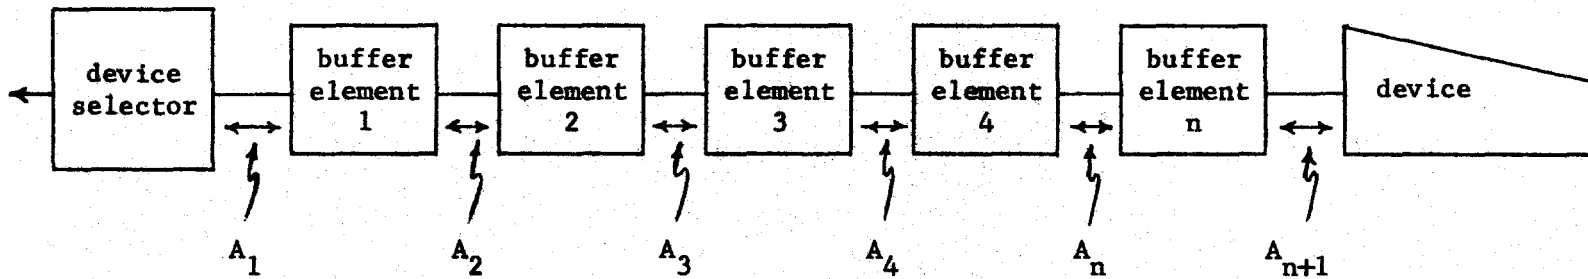 device
selector
buffer
element
1
buffer
element
2
buffer
element
3
buffer
element
4
buffer
element
n
device
A1
A2
A3
A4
An
An+1